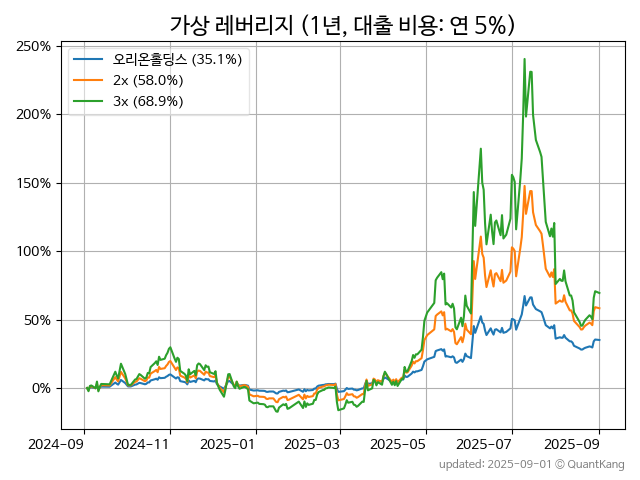 가상 레버리지 (1년, 대출 비용: 연 5%)
250%
200%
150%
100%
50%
0%
오리온홀딩스 (35.1%)
2x (58.0%)
3x (68.9%)
2024-09
2024-11
2025-01
2025-03
2025-05
2025-07
2025-09
updated: 2025-09-01 © QuantKang